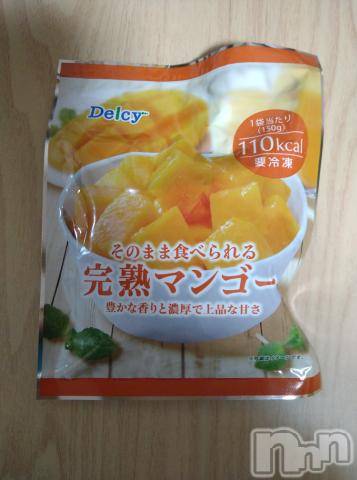 Delcy
1袋当たり
(150g)
110kcal
要冷凍
そのまま食べられる
完熟マンゴー
豊かな香りと濃厚で上品な甘さ
nnn